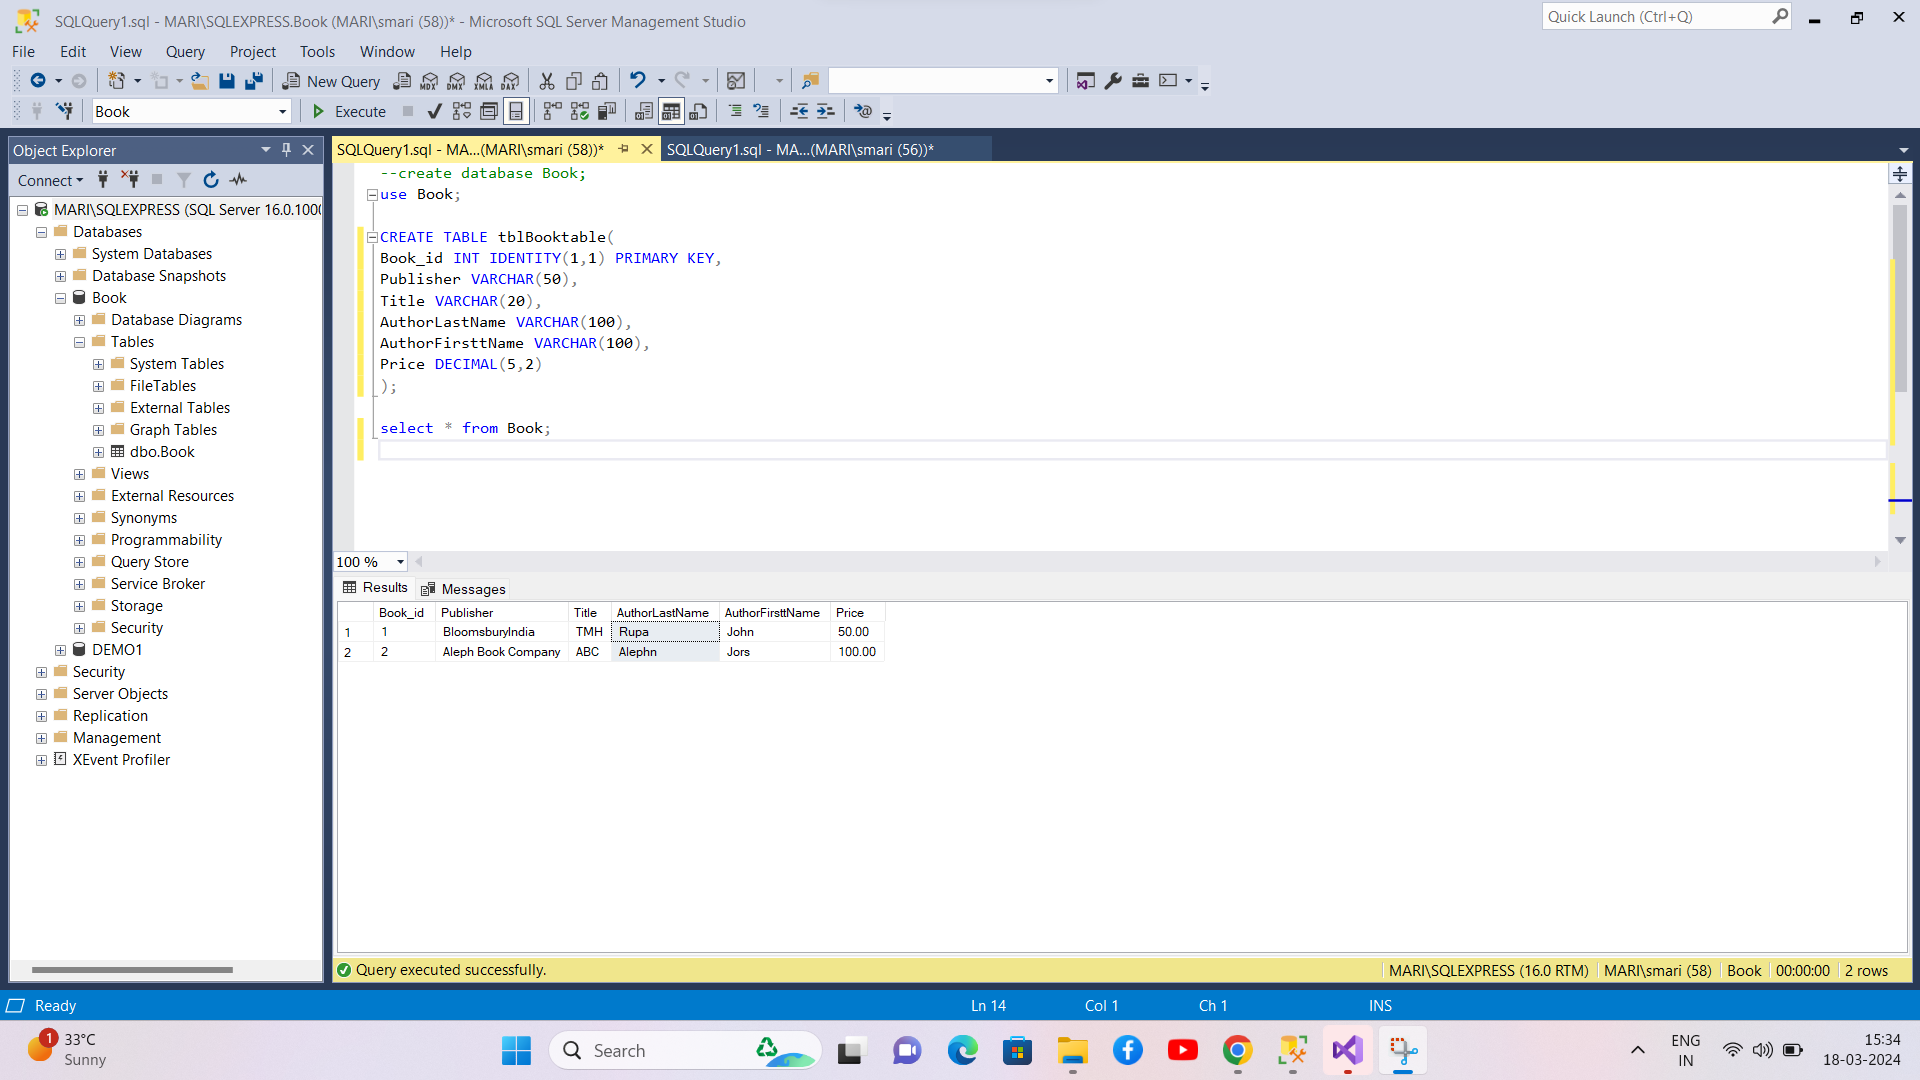 SQLQuery1.sql - MARI\SQLEXPRESS.Book (MARI\smari (58))* - Microsoft SQL Server Management Studio
Quick Launch (Ctrl+Q)
File Edit View Query Project Tools Window Help
New Query MDX DMX XMLA DAX
Book Execute
Object Explorer
Connect
MARI\SQLEXPRESS (SQL Server 16.0.1000
Databases
System Databases
Database Snapshots
Book
Database Diagrams
Tables
System Tables
FileTables
External Tables
Graph Tables
dbo.Book
Views
External Resources
Synonyms
Programmability
Query Store
Service Broker
Storage
Security
DEMO1
Security
Server Objects
Replication
Management
XEvent Profiler
SQLQuery1.sql - MA...(MARI\smari (58))* SQLQuery1.sql - MA...(MARI\smari (56))*
--create database Book;
use Book;
CREATE TABLE tblBooktable(
Book_id INT IDENTITY(1,1) PRIMARY KEY,
Publisher VARCHAR(50),
Title VARCHAR(20),
AuthorLastName VARCHAR(100),
AuthorFirsttName VARCHAR(100),
Price DECIMAL(5,2)
);
select * from Book;
100 %
Results Messages
Book_id Publisher Title AuthorLastName AuthorFirsttName Price
1 1 BloomsburyIndia TMH Rupa John 50.00
2 2 Aleph Book Company ABC Alephn Jors 100.00
Query executed successfully. MARI\SQLEXPRESS (16.0 RTM) MARI\smari (58) Book 00:00:00 2 rows
Ready Ln 14 Col 1 Ch 1 INS
1 33°C
Sunny
Search
ENG
IN
15:34
18-03-2024